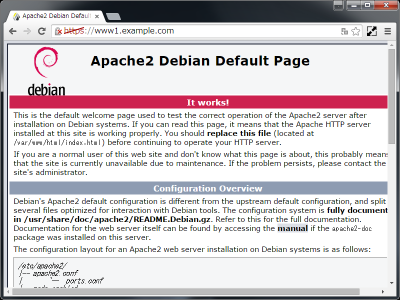 Apache2 Debian Defaul
https://www1.example.com
debian
Apache2 Debian Default Page
It works!
This is the default welcome page used to test the correct operation of the Apache2 server after
installation on Debian systems. If you can read this page, it means that the Apache HTTP server
installed at this site is working properly. You should replace this file (located at
/var/www/html/index.html) before continuing to operate your HTTP server.
If you are a normal user of this web site and don't know what this page is about, this probably means
that the site is currently unavailable due to maintenance. If the problem persists, please contact the
site's administrator.
Configuration Overview
Debian's Apache2 default configuration is different from the upstream default configuration, and split
several files optimized for interaction with Debian tools. The configuration system is fully document
in /usr/share/doc/apache2/README.Debian.gz. Refer to this for the full documentation.
Documentation for the web server itself can be found by accessing the manual if the apache2-doc
package was installed on this server.
The configuration layout for an Apache2 web server installation on Debian systems is as follows:
/etc/apache2/
|-- apache2.conf
| `-- ports.conf